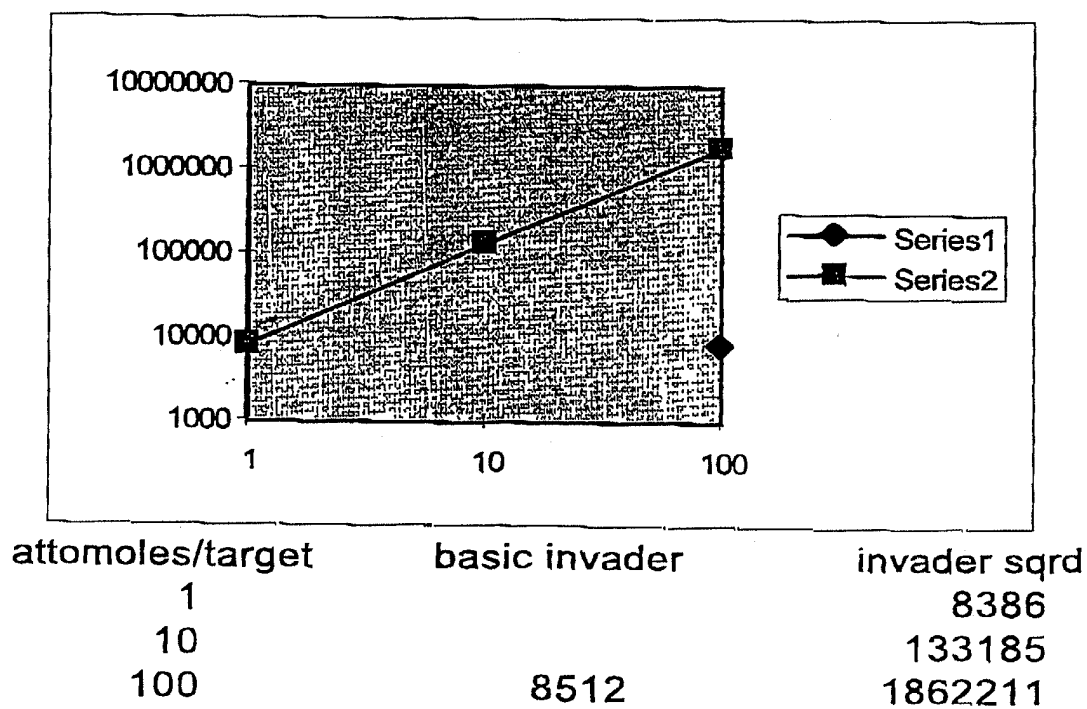 10000000
1000000
100000
10000
1000
1
10
100
Series1
Series2
attomoles/target basic invader invader sqrd
1 8386
10 133185
100 8512 1862211